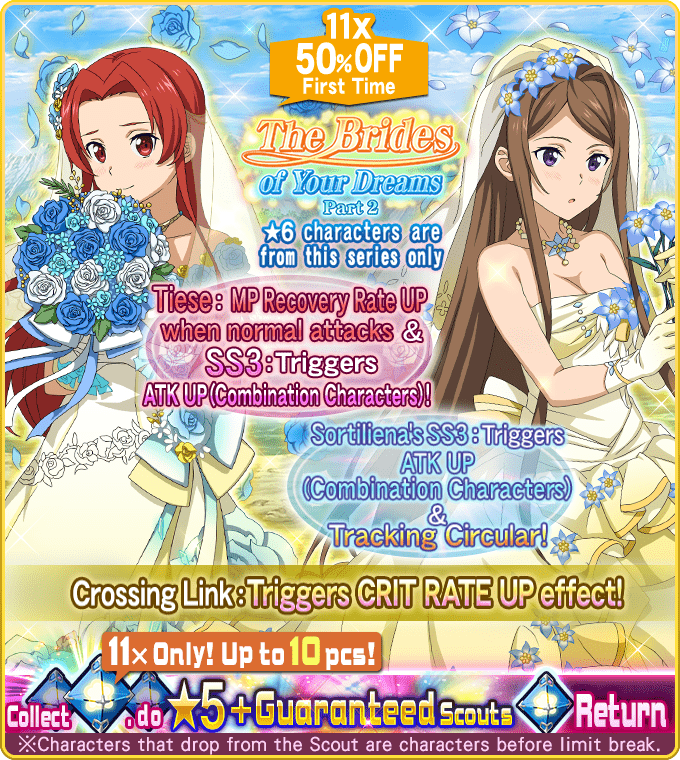 11x
50%OFF
First Time
The Brides
of Your Dreams
Part 2
★6 characters are
from this series only
Tiese: MP Recovery Rate UP
when normal attacks &
SS3:Triggers
ATK UP(Combination Characters)!
Sortiliena's SS3:Triggers
ATK UP
(Combination Characters)
&
Tracking Circular!
Crossing Link:Triggers CRIT RATE UP effect!
11× Only! Up to 10 pcs!
Collect , do ★5+Guaranteed Scouts Return
※Characters that drop from the Scout are characters before limit break.